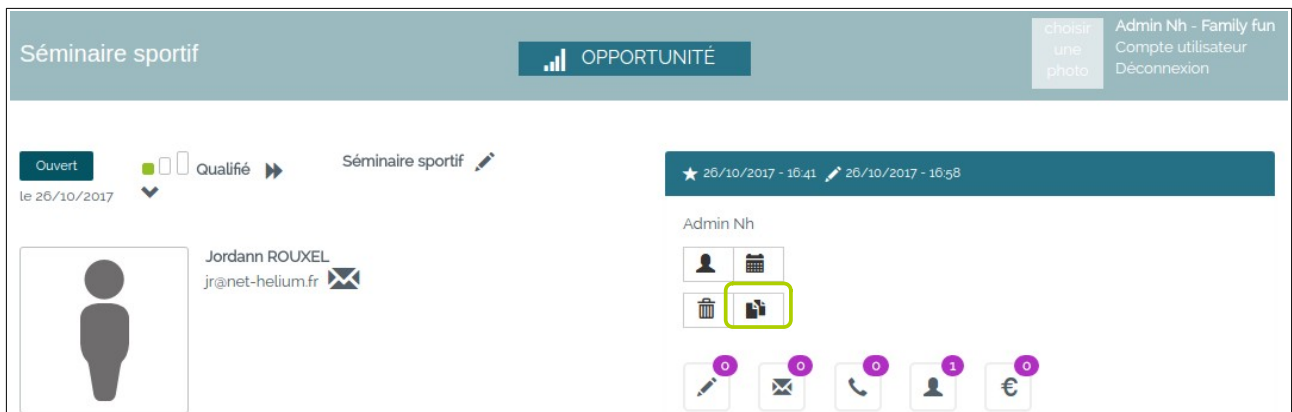 Séminaire sportif
OPPORTUNITÉ
choisir
une
photo
Admin Nh - Family fun
Compte utilisateur
Déconnexion
Ouvert
le 26/10/2017
Qualifié
Séminaire sportif
Jordann ROUXEL
jr@net-helium.fr
26/10/2017 - 16:41 26/10/2017 - 16:58
Admin Nh
0 0 0 1 0
€